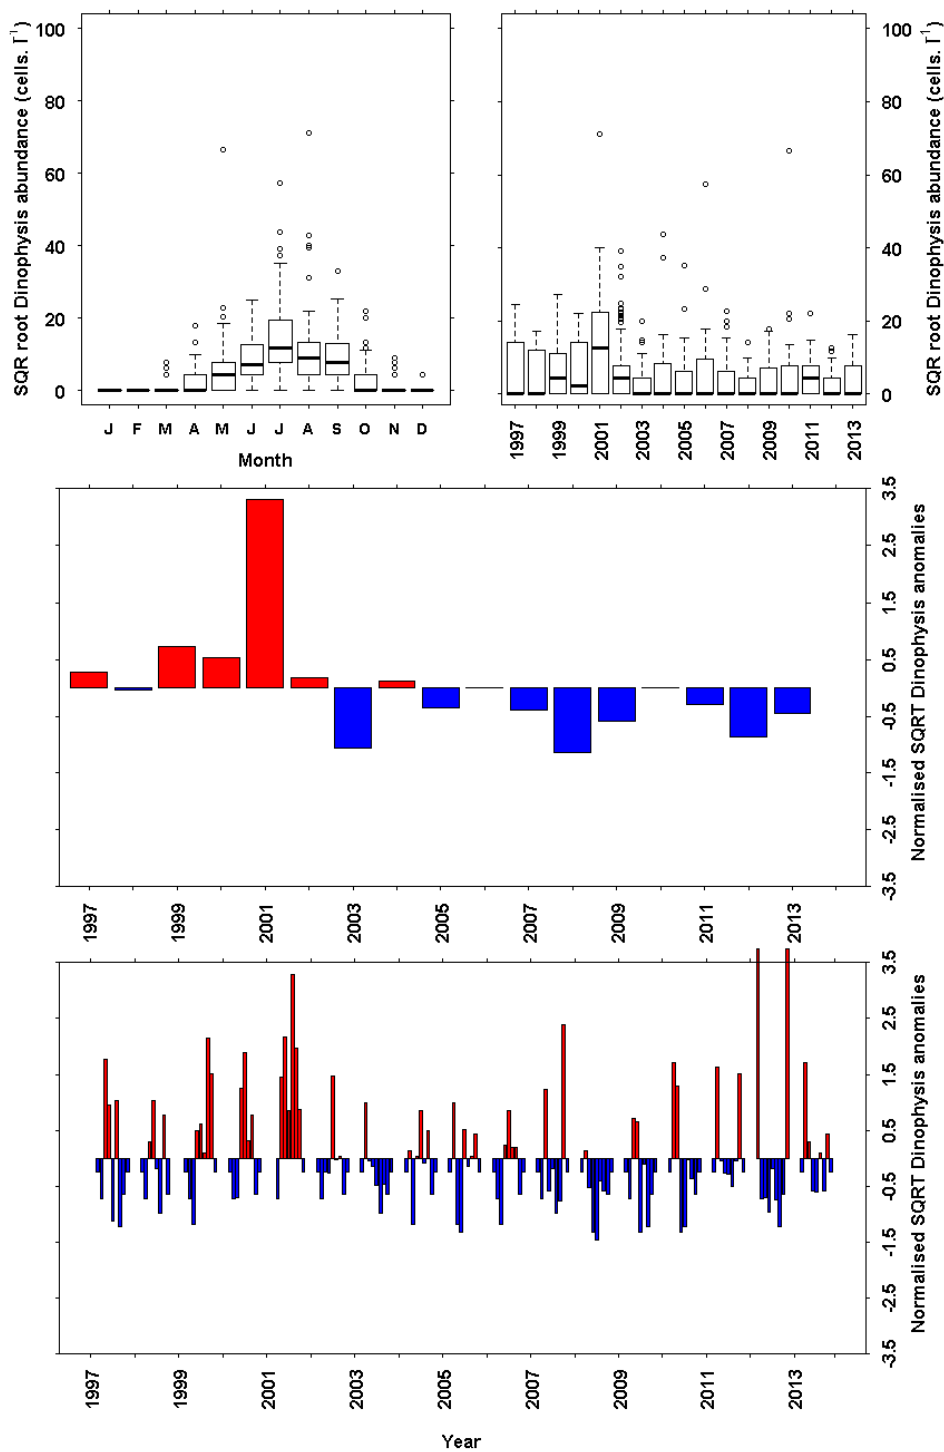 SQR root Dinophysis abundance (cells. l⁻¹)
100
80
60
40
20
0
J F M A M J J A S O N D
Month
100
80
60
40
20
0
SQR root Dinophysis abundance (cells. l⁻¹)
1997 1999 2001 2003 2005 2007 2009 2011 2013
3.5
2.5
1.5
0.5
-0.5
-1.5
-2.5
-3.5
Normalised SQRT Dinophysis anomalies
1997 1999 2001 2003 2005 2007 2009 2011 2013
3.5
2.5
1.5
0.5
-0.5
-1.5
-2.5
-3.5
Normalised SQRT Dinophysis anomalies
1997 1999 2001 2003 2005 2007 2009 2011 2013
Year